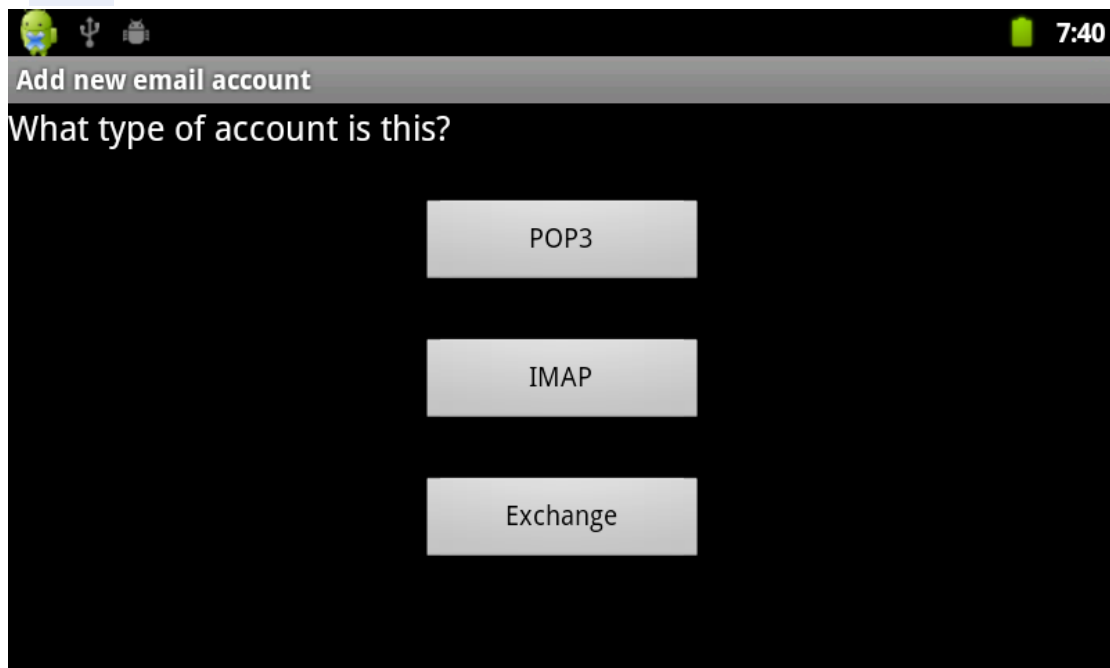 7:40
Add new email account
What type of account is this?
POP3
IMAP
Exchange